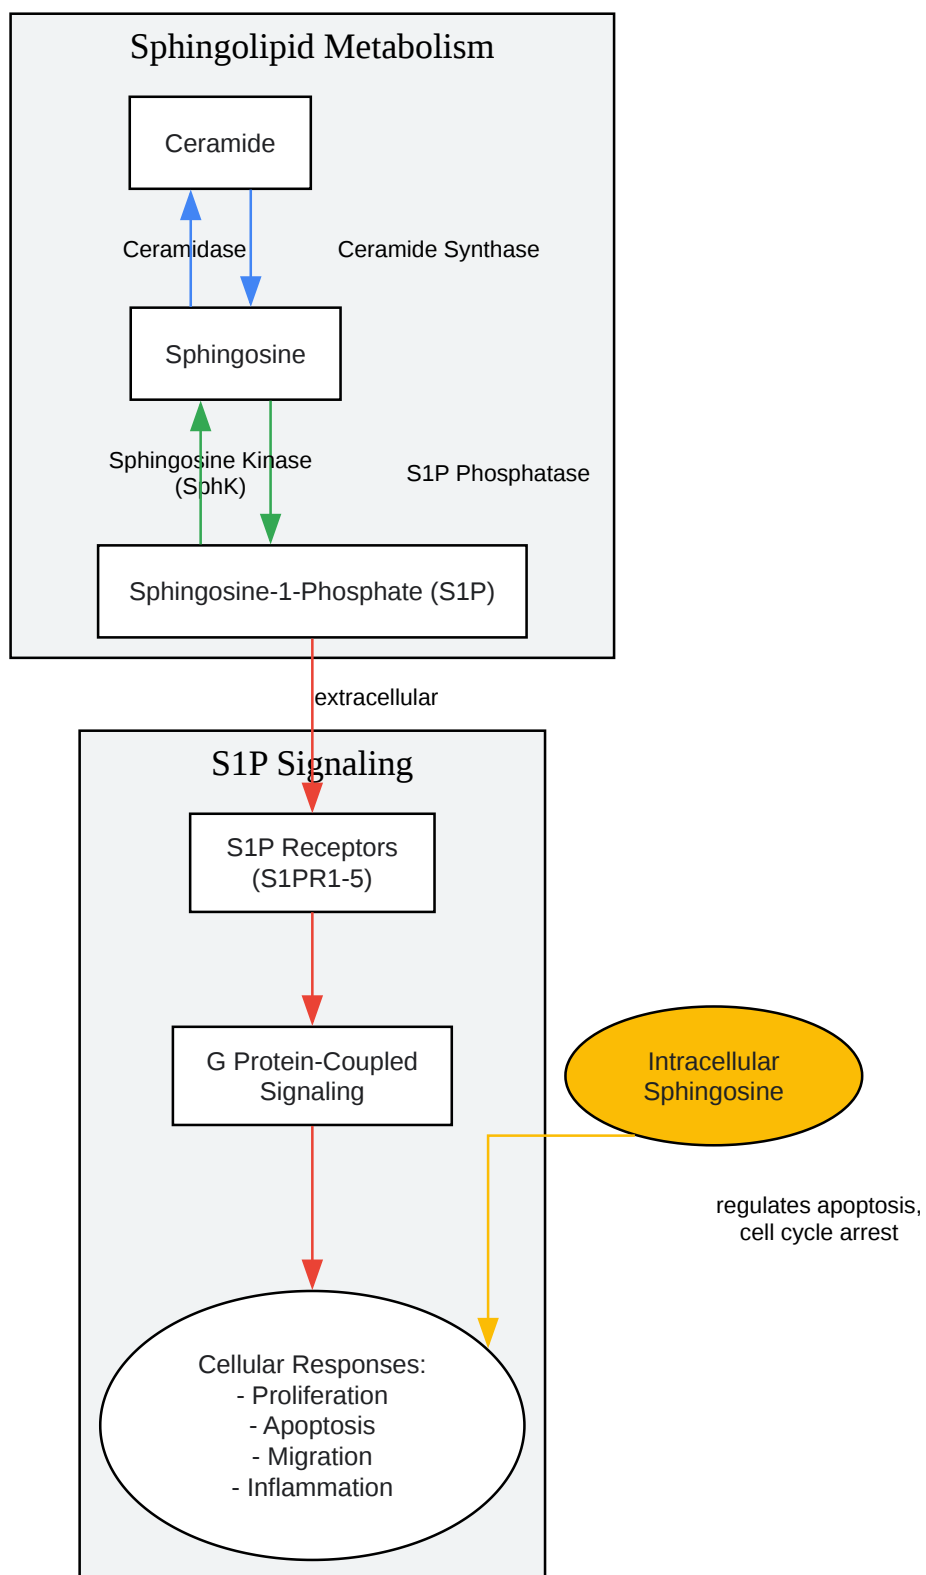 Sphingolipid Metabolism
Ceramide
Ceramidase
Ceramide Synthase
Sphingosine
Sphingosine Kinase
(SphK)
S1P Phosphatase
Sphingosine-1-Phosphate (S1P)
extracellular
S1P Signaling
S1P Receptors
(S1PR1-5)
G Protein-Coupled
Signaling
Intracellular
Sphingosine
regulates apoptosis,
cell cycle arrest
Cellular Responses:
- Proliferation
- Apoptosis
- Migration
- Inflammation